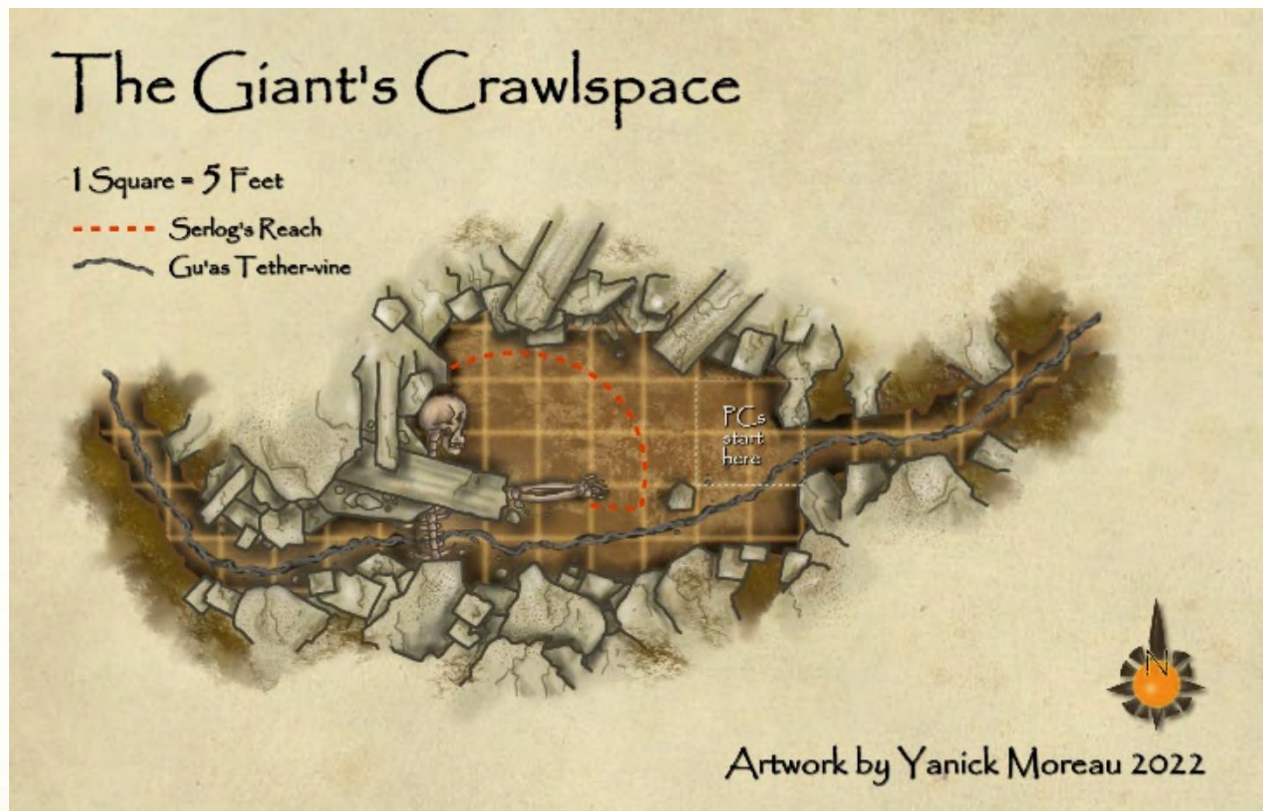 The Giant's Crawlspace
1 Square = 5 Feet
Serlog's Reach
Gu'as Tether-vine
PCs
start
here
N
Artwork by Yanick Moreau 2022